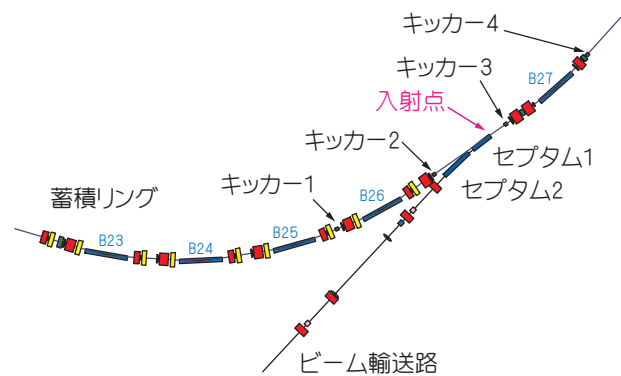 キッカー4
キッカー3
B27
入射点
キッカー2
セプタム1
キッカー1
B26
セプタム2
蓄積リング
B23
B24
B25
ビーム輸送路